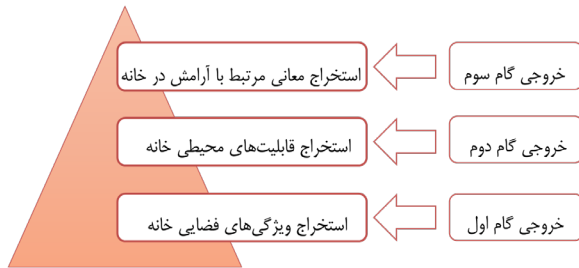 خروجی گام سوم
استخراج معانی مرتبط با آرامش در خانه
خروجی گام دوم
استخراج قابلیت‌های محیطی خانه
خروجی گام اول
استخراج ویژگی‌های فضایی خانه